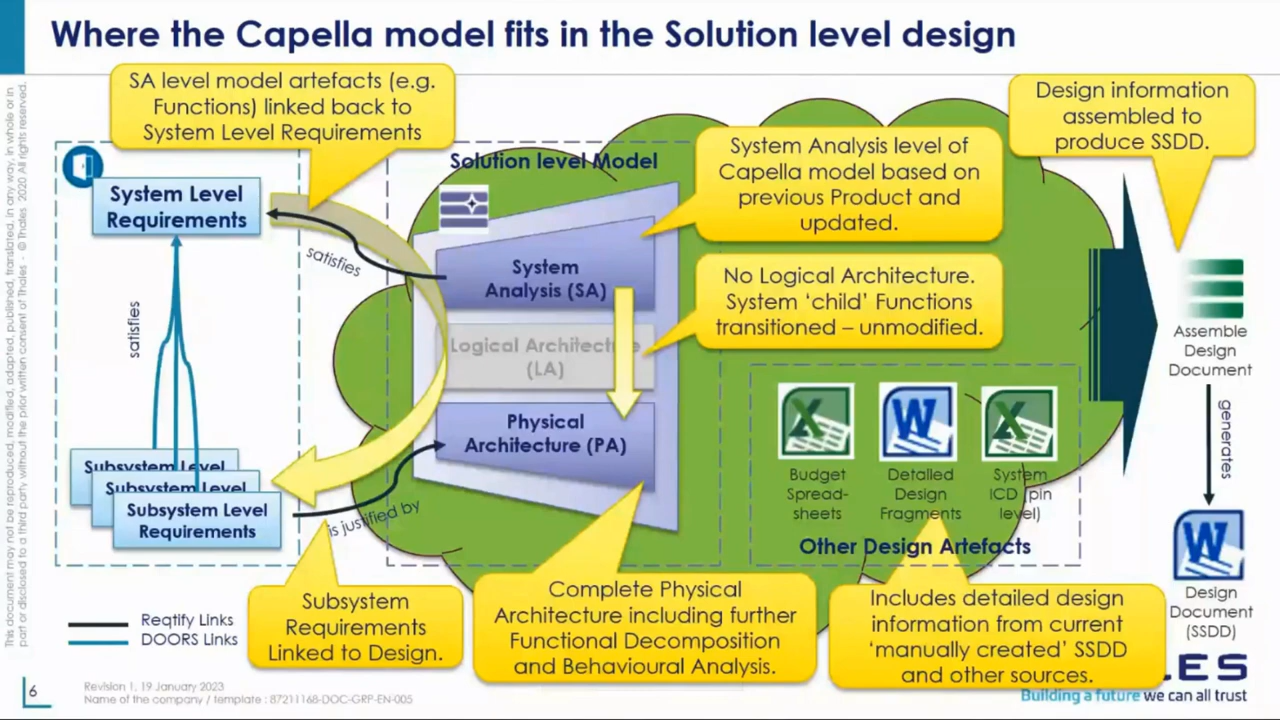 Where the Capella model fits in the Solution level design
This document may not be reproduced, modified, adapted, published, translated, in any way, in whole or in
part or disclosed to a third party without the prior written consent of Thales - © Thales 2020 All rights reserved.
SA level model artefacts (e.g.
Functions) linked back to
System Level Requirements
Design information
assembled to
produce SSDD.
Solution level Model
System Analysis level of
Capella model based on
previous Product and
updated.
System Level
Requirements
satisfies
System
Analysis (SA)
No Logical Architecture.
System ‘child’ Functions
transitioned – unmodified.
satisfies
Logical Architecture
(LA)
Assemble
Design
Document
Physical
Architecture (PA)
generates
Subsystem Level
Subsystem Level
Subsystem Level
Requirements
is justified by
Budget
Spread-
sheets
Detailed
Design
Fragments
System
ICD (pin
level)
Other Design Artefacts
Design
Document
(SSDD)
Reqtify Links
DOORS Links
Subsystem
Requirements
Linked to Design.
Complete Physical
Architecture including further
Functional Decomposition
and Behavioural Analysis.
Includes detailed design
information from current
‘manually created’ SSDD
and other sources.
6
Revision 1, 19 January 2023
Name of the company / template : 87211168-DOC-GRP-EN-005
LES
Building a future we can all trust